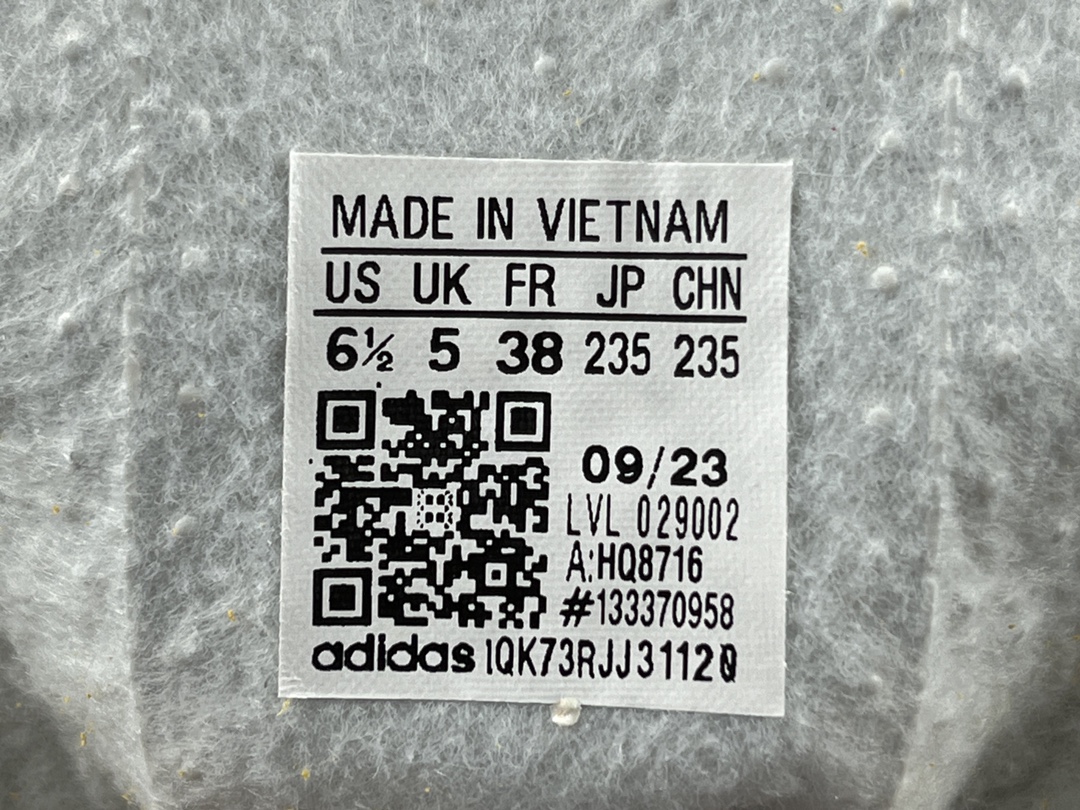 MADE IN VIETNAM
US UK FR JP CHN
6½ 5 38 235 235
09/23
LVL 029002
A:HQ8716
#133370958
adidas 1QK73RJJ31120